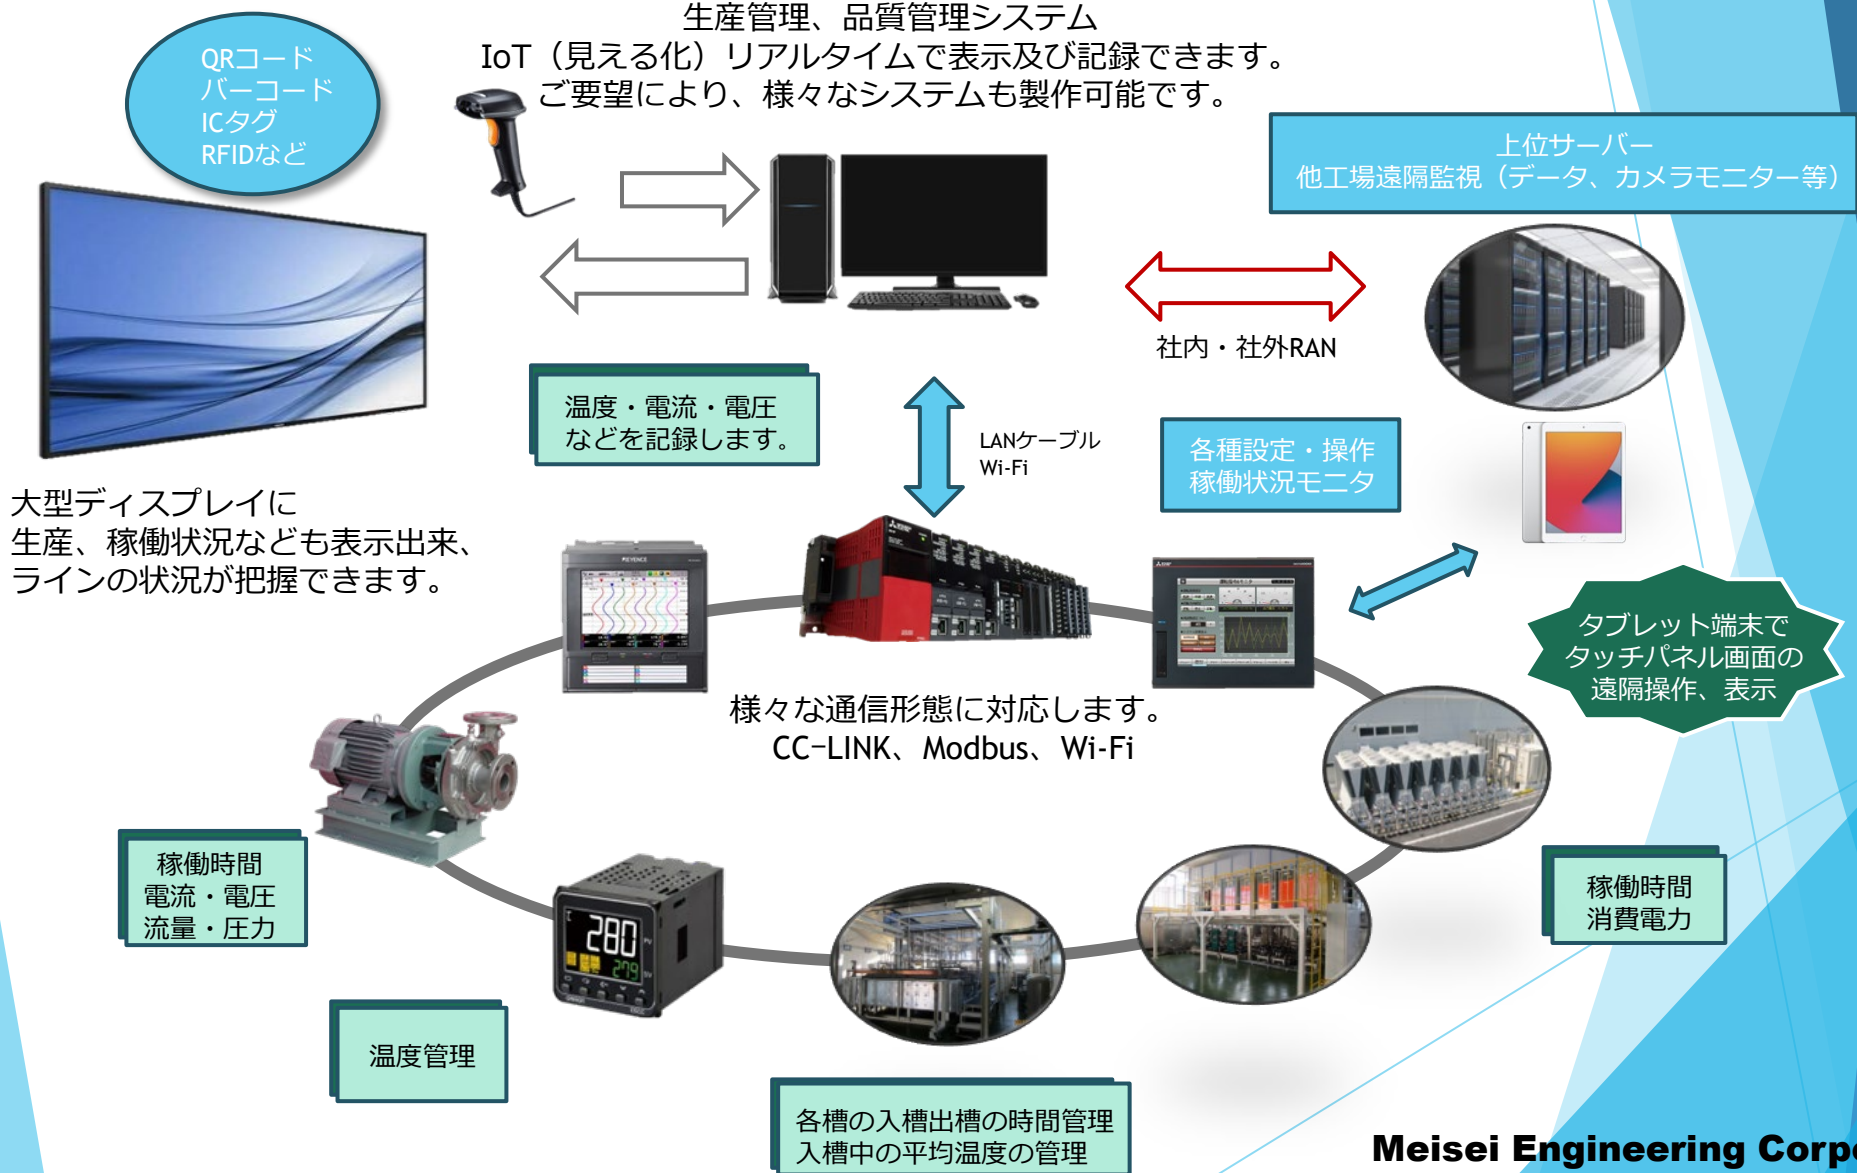 生産管理、品質管理システム
IoT（見える化）リアルタイムで表示及び記録できます。
ご要望により、様々なシステムも製作可能です。
QRコード
バーコード
ICタグ
RFIDなど
上位サーバー
他工場遠隔監視（データ、カメラモニター等）
社内・社外RAN
温度・電流・電圧
などを記録します。
LANケーブル
Wi-Fi
各種設定・操作
稼働状況モニタ
大型ディスプレイに
生産、稼働状況なども表示出来、
ラインの状況が把握できます。
KEYENCE
タブレット端末で
タッチパネル画面の
遠隔操作、表示
様々な通信形態に対応します。
CC-LINK、Modbus、Wi-Fi
稼働時間
電流・電圧
流量・圧力
280
PV
279
SV
稼働時間
消費電力
温度管理
各槽の入槽出槽の時間管理
入槽中の平均温度の管理
Meisei Engineering Corpo